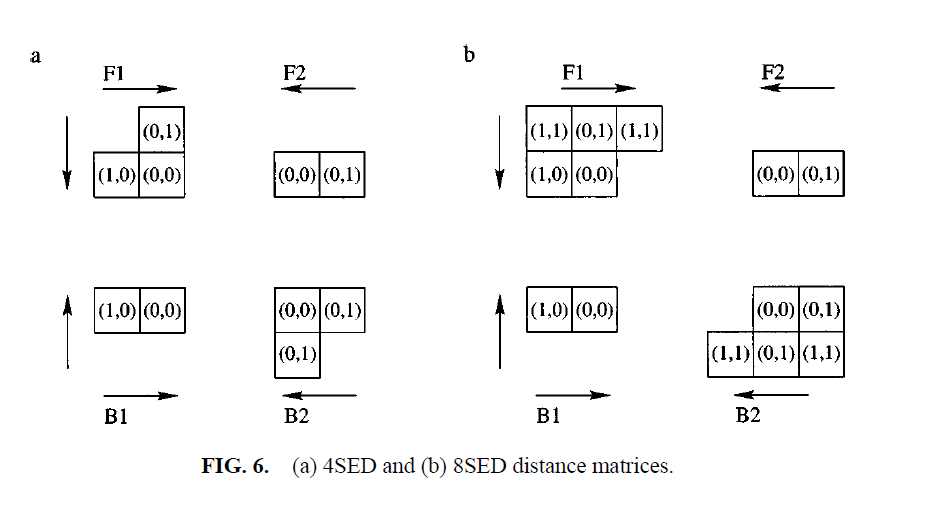 a
F1
F2
(0,1)
(1,0) (0,0)
(0,0) (0,1)
(1,0) (0,0)
(0,0) (0,1)
(0,1)
B1
B2
b
F1
F2
(1,1) (0,1) (1,1)
(1,0) (0,0)
(0,0) (0,1)
(1,0) (0,0)
(0,0) (0,1)
(1,1) (0,1) (1,1)
B1
B2
FIG. 6. (a) 4SED and (b) 8SED distance matrices.